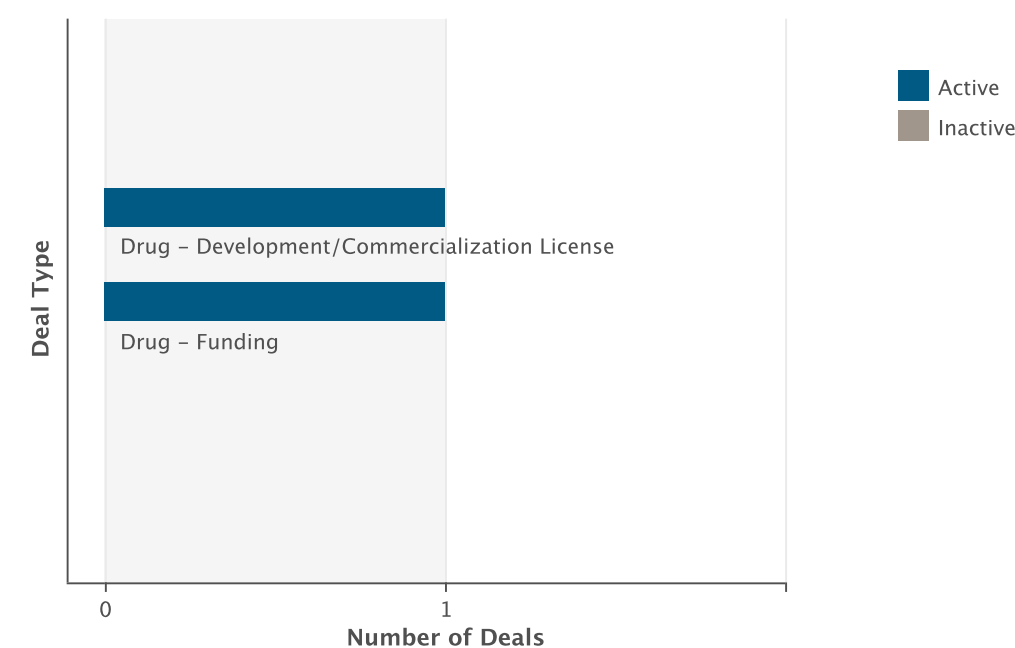 Active
Inactive
Drug – Development/Commercialization License
Drug – Funding
Deal Type
0
1
Number of Deals